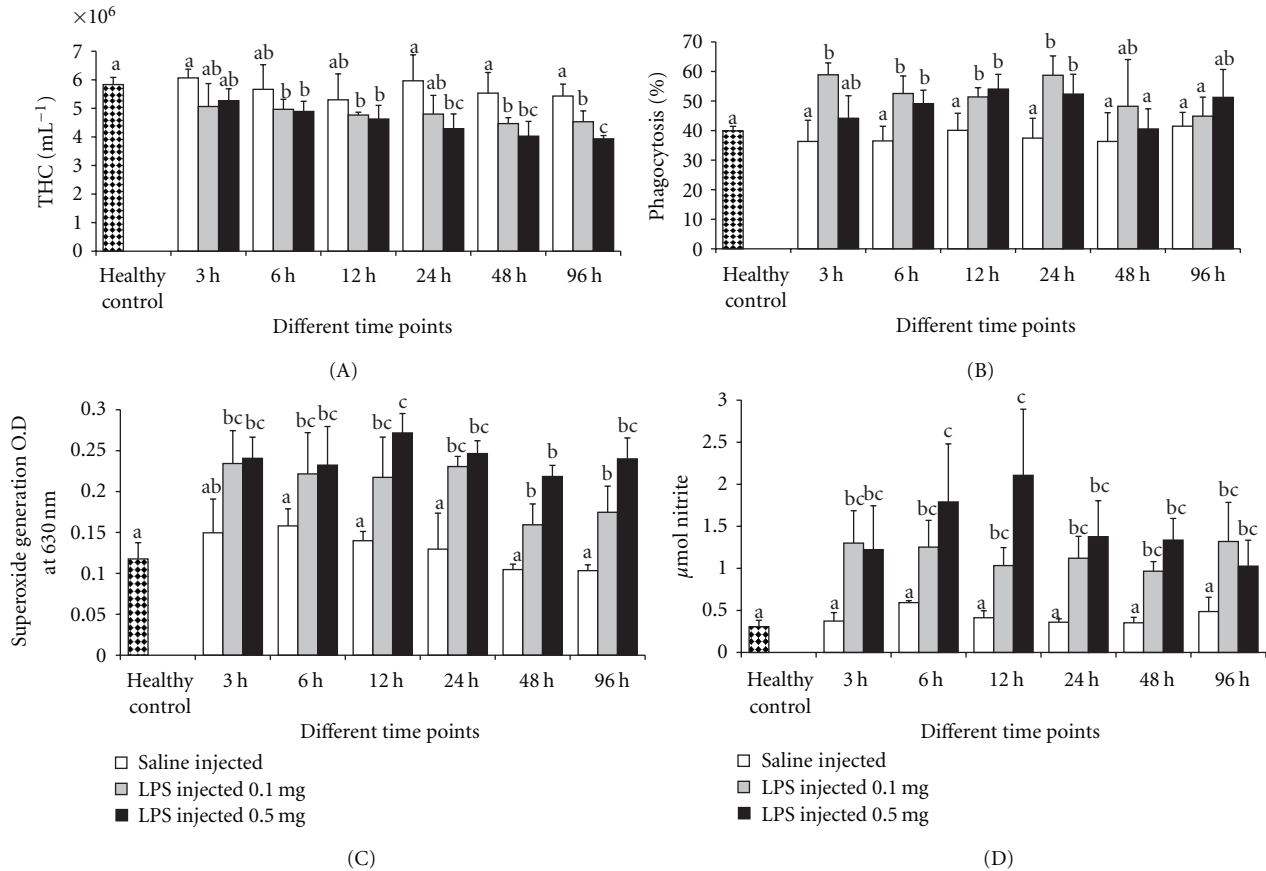 ×10⁶
THC (mL⁻¹)
7
6
5
4
3
2
1
0
a
a ab ab
ab b b
ab b b
a ab bc
a b bc
a b c
Healthy control
3 h 6 h 12 h 24 h 48 h 96 h
Different time points
(A)
Phagocytosis (%)
70
60
50
40
30
20
10
0
a
a b ab
a b b
a b b
a b b
a ab a
a a ab
Healthy control
3 h 6 h 12 h 24 h 48 h 96 h
Different time points
(B)
Superoxide generation O.D
at 630 nm
0.3
0.25
0.2
0.15
0.1
0.05
0
a
ab bc bc
a bc bc
a bc c
a bc bc
a b b
a b bc
Healthy control
3 h 6 h 12 h 24 h 48 h 96 h
Different time points
Saline injected
LPS injected 0.1 mg
LPS injected 0.5 mg
(C)
μmol nitrite
3
2.5
2
1.5
1
0.5
0
a
a bc bc
a bc c
a bc c
a bc bc
a bc bc
a bc bc
Healthy control
3 h 6 h 12 h 24 h 48 h 96 h
Different time points
Saline injected
LPS injected 0.1 mg
LPS injected 0.5 mg
(D)